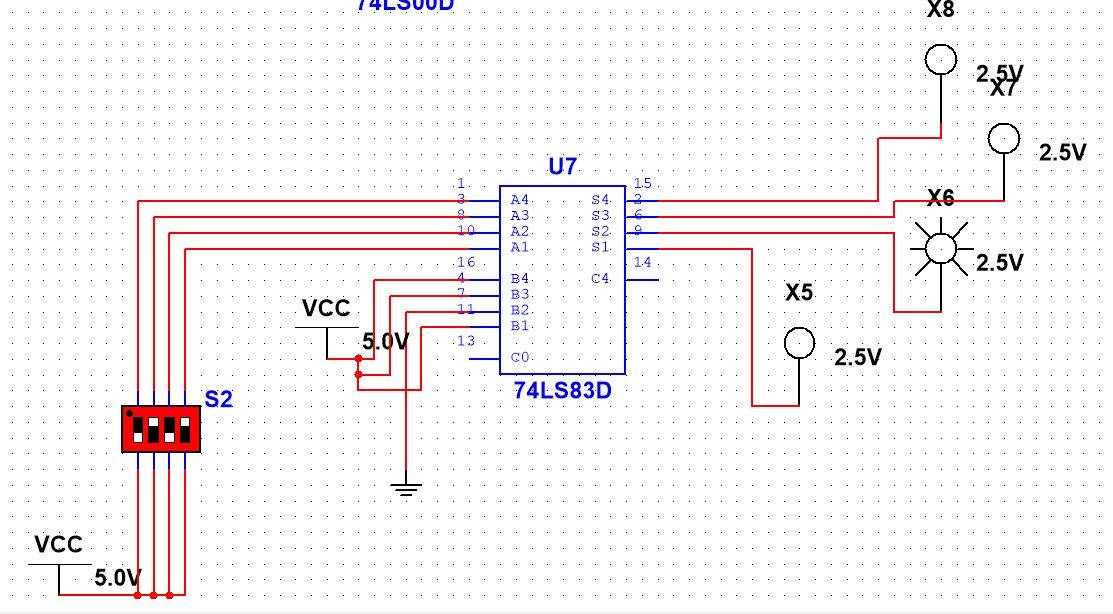 74LS00D
X8
2.5V
X7
2.5V
X6
2.5V
U7
1
3 A4
8 A3
10 A2
A1
16
4 B4
7 B3
11 B2
B1
13
C0
15
S4 2
S3 6
S2 9
S1
14
C4
74LS83D
VCC
5.0V
X5
2.5V
S2
VCC
5.0V